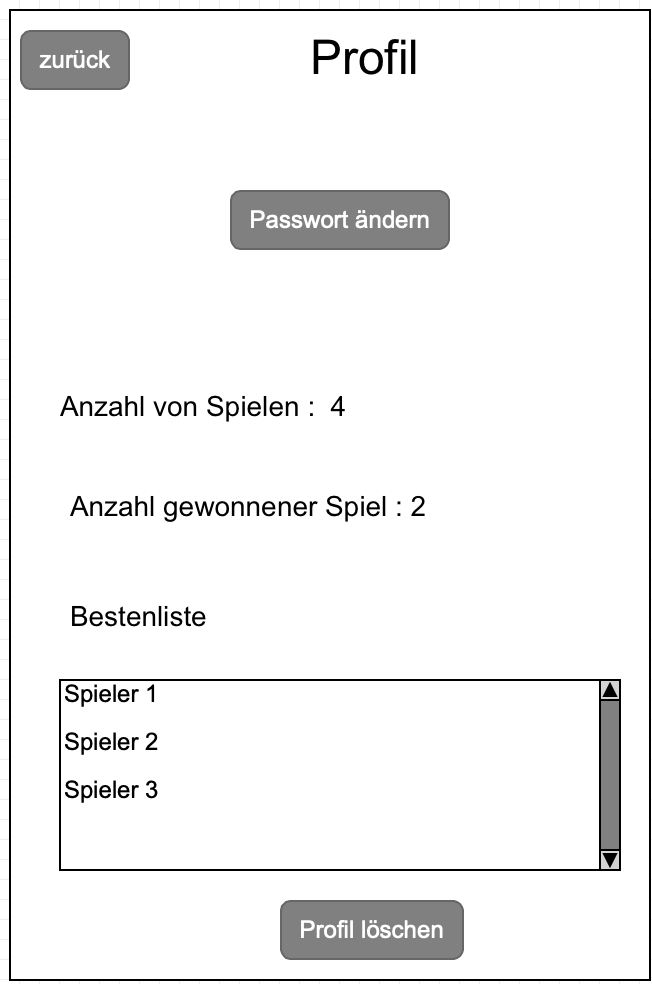 zurück
Profil
Passwort ändern
Anzahl von Spielen :  4
Anzahl gewonnener Spiel : 2
Bestenliste
Spieler 1
Spieler 2
Spieler 3
Profil löschen